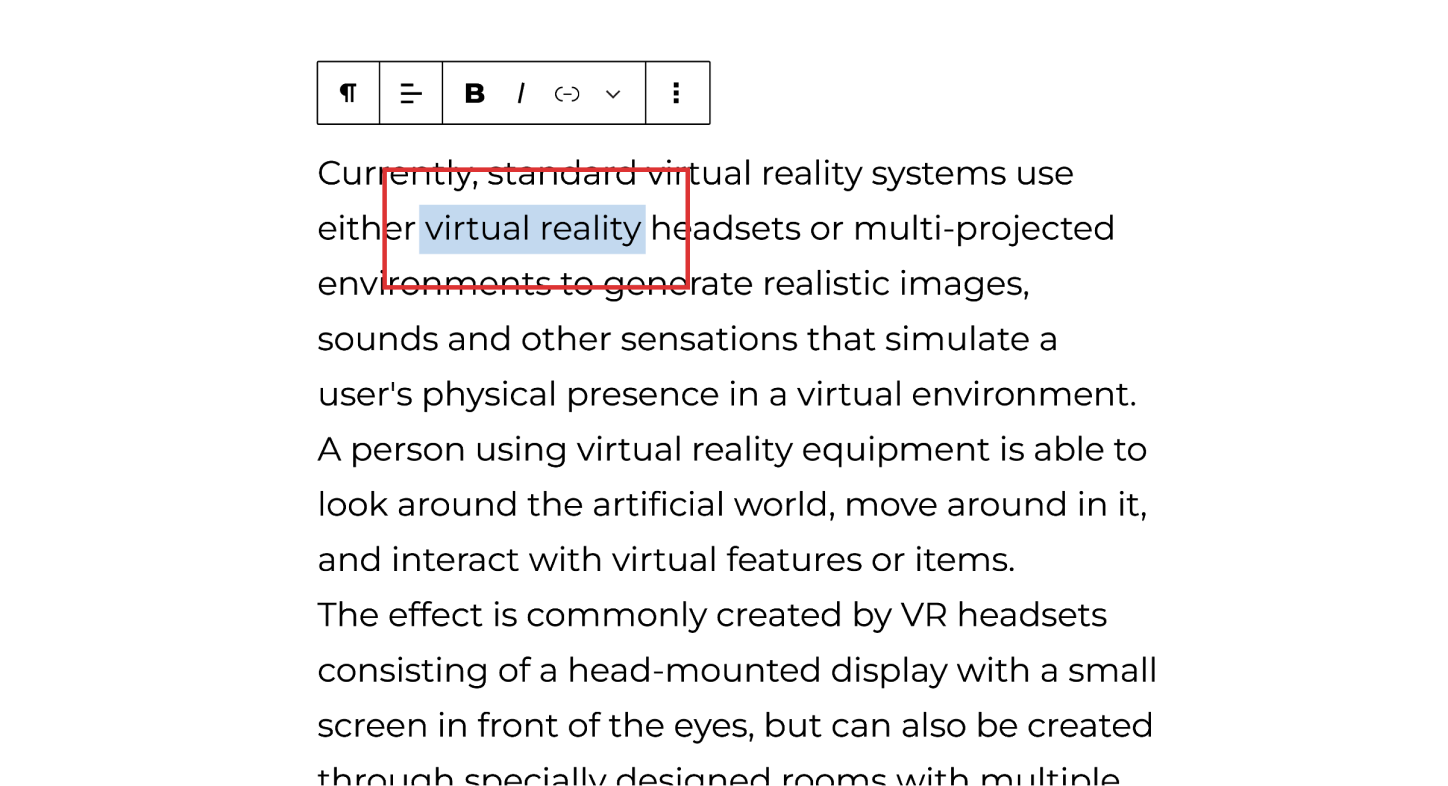 ¶ B I
Currently, standard virtual reality systems use
either virtual reality headsets or multi-projected
environments to generate realistic images,
sounds and other sensations that simulate a
user's physical presence in a virtual environment.
A person using virtual reality equipment is able to
look around the artificial world, move around in it,
and interact with virtual features or items.
The effect is commonly created by VR headsets
consisting of a head-mounted display with a small
screen in front of the eyes, but can also be created
through specially designed rooms with multiple